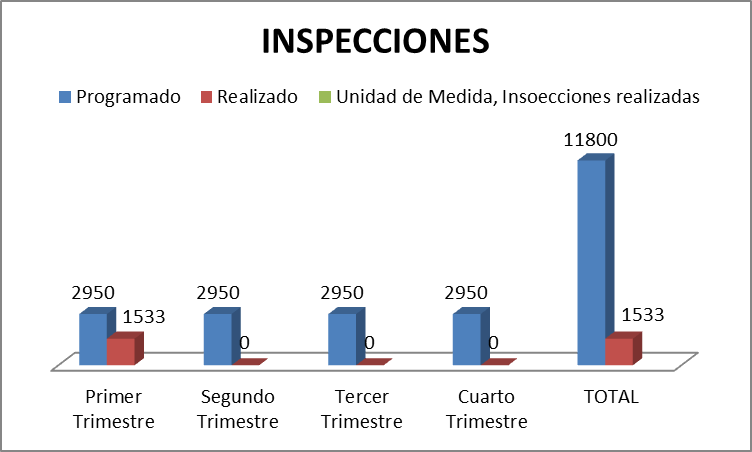 INSPECCIONES
Programado Realizado Unidad de Medida, Insoecciones realizadas
11800
2950 2950 2950 2950
1533 1533
0 0 0
Primer Segundo Tercer Cuarto TOTAL
Trimestre Trimestre Trimestre Trimestre